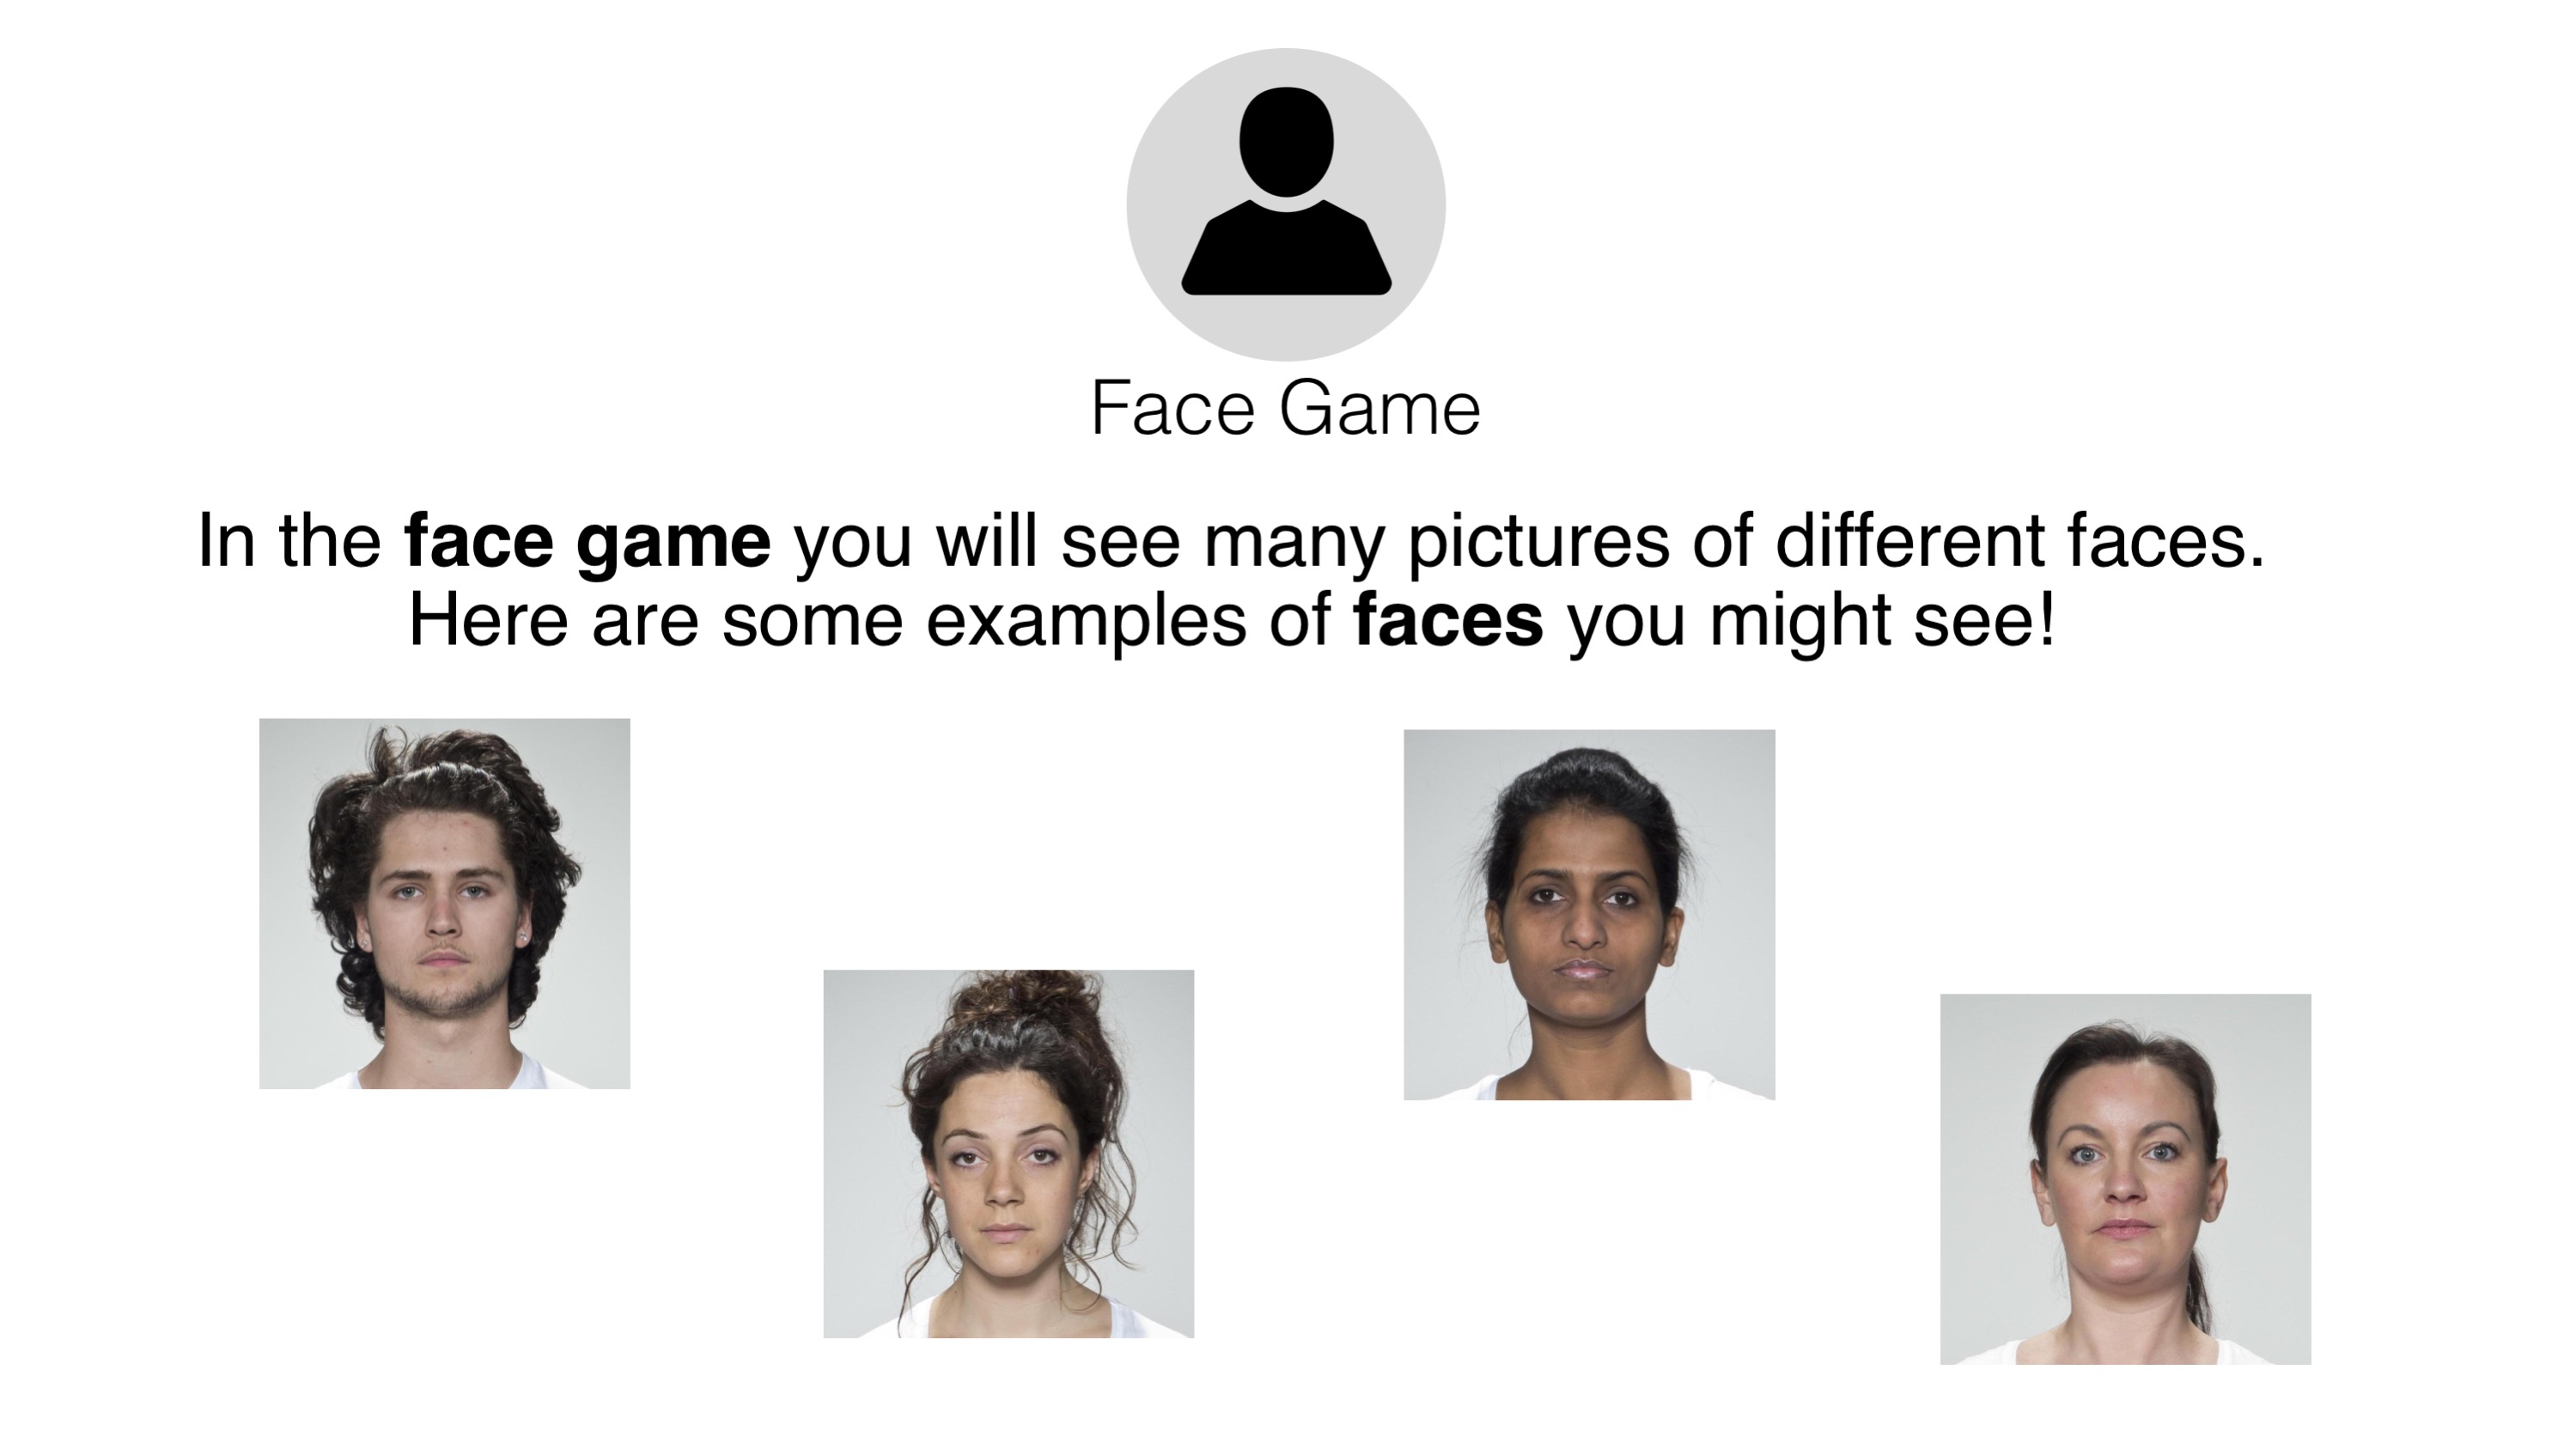 Face Game
In the face game you will see many pictures of different faces.
Here are some examples of faces you might see!